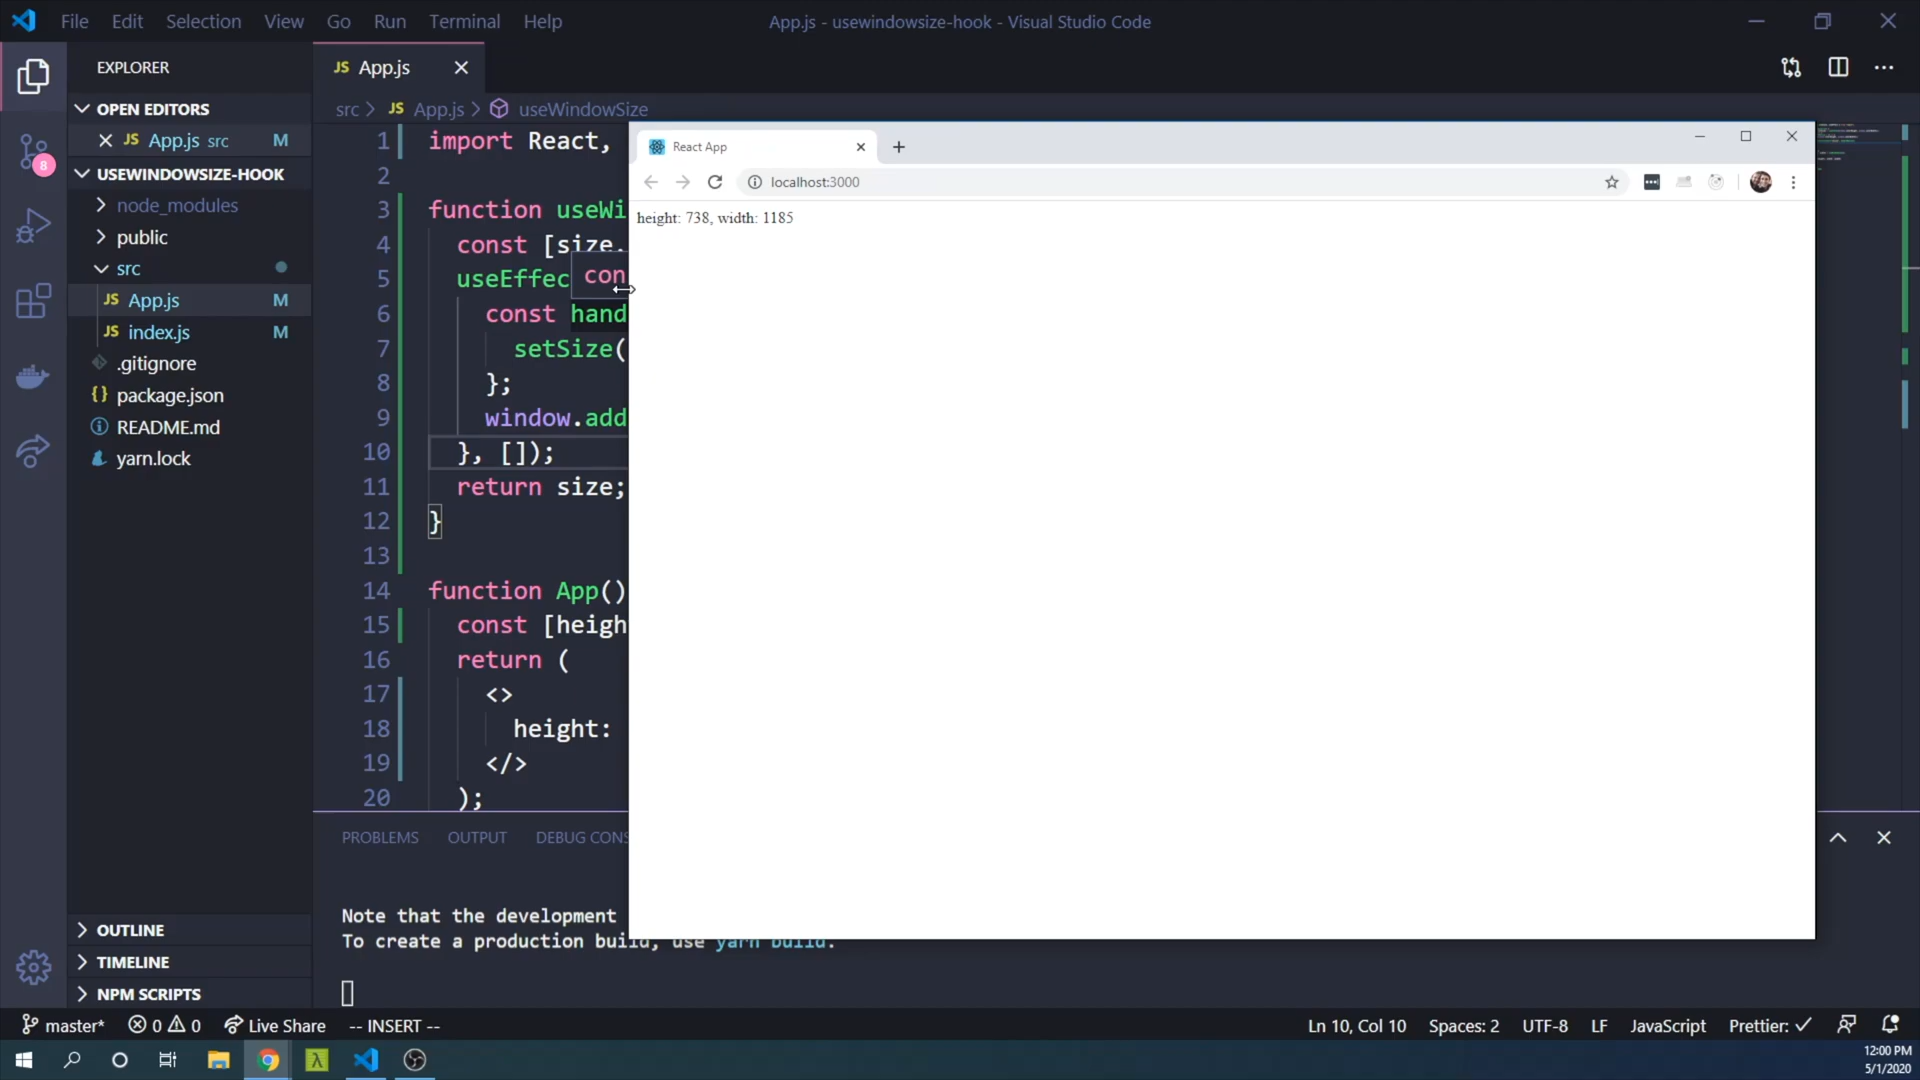 File Edit Selection View Go Run Terminal Help
App.js - usewindowsize-hook - Visual Studio Code
EXPLORER
JS App.js
OPEN EDITORS
JS App.js src M
USEWINDOWSIZE-HOOK
node_modules
public
src
JS App.js M
JS index.js M
.gitignore
{} package.json
README.md
yarn.lock
OUTLINE
TIMELINE
NPM SCRIPTS
8
src > JS App.js > useWindowSize
1 import React,
2
3 function useWi
4 const [size,
5 useEffec
con
6 const hand
7 setSize(
8 };
9 window.add
10 }, []);
11 return size;
12 }
13
14 function App()
15 const [heigh
16 return (
17 <>
18 height:
19 </>
20 );
React App
localhost:3000
height: 738, width: 1185
PROBLEMS OUTPUT DEBUG CONS
Note that the development
To create a production build, use yarn build.
master* 0 0 Live Share -- INSERT --
Ln 10, Col 10 Spaces: 2 UTF-8 LF JavaScript Prettier: ✓
12:00 PM
5/1/2020